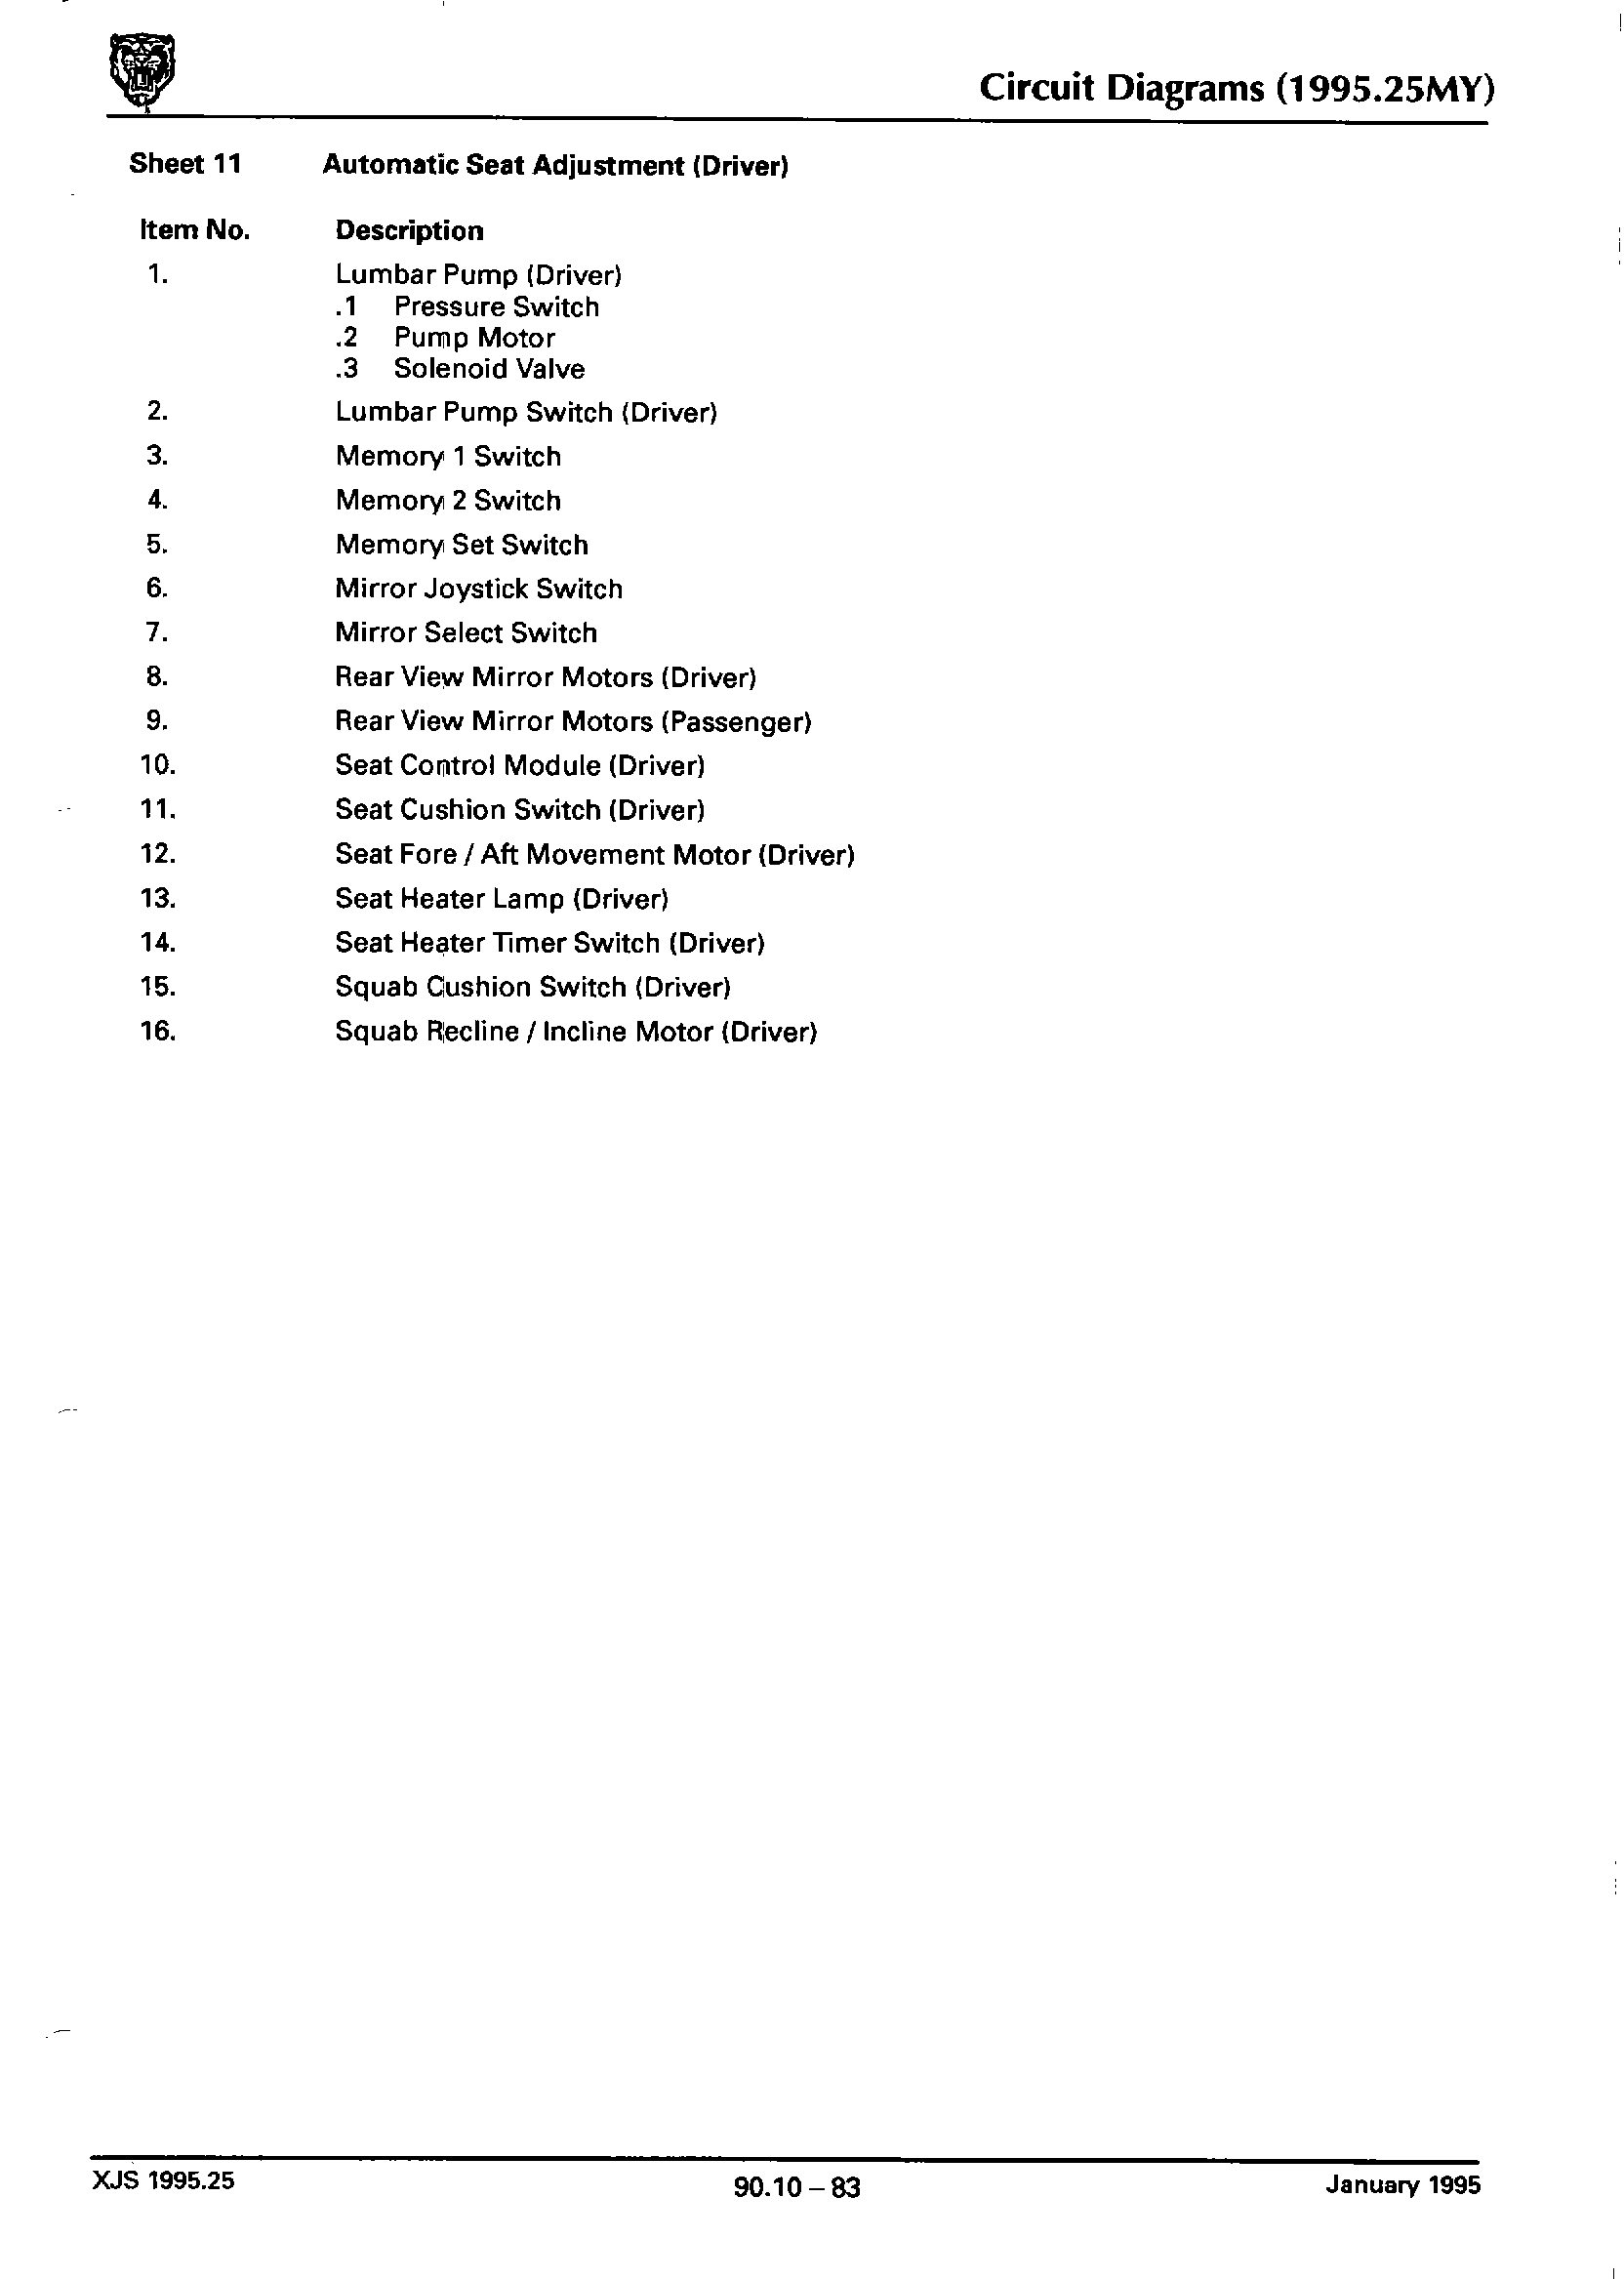 Circuit Diagrams (1995.25MY)
Sheet 11 Automatic Seat Adjustment (Driver)
Item No. Description
1. Lumbar Pump (Driver)
.1 Pressure Switch
.2 Pump Motor
.3 Solenoid Valve
2. Lumbar Pump Switch (Driver)
3. Memory 1 Switch
4. Memory 2 Switch
5. Memory Set Switch
6. Mirror Joystick Switch
7. Mirror Select Switch
8. Rear View Mirror Motors (Driver)
9. Rear View Mirror Motors (Passenger)
10. Seat Control Module (Driver)
11. Seat Cushion Switch (Driver)
12. Seat Fore / Aft Movement Motor (Driver)
13. Seat Heater Lamp (Driver)
14. Seat Heater Timer Switch (Driver)
15. Squab Cushion Switch (Driver)
16. Squab Recline / Incline Motor (Driver)
XJS 1995.25 90.10 – 83 January 1995